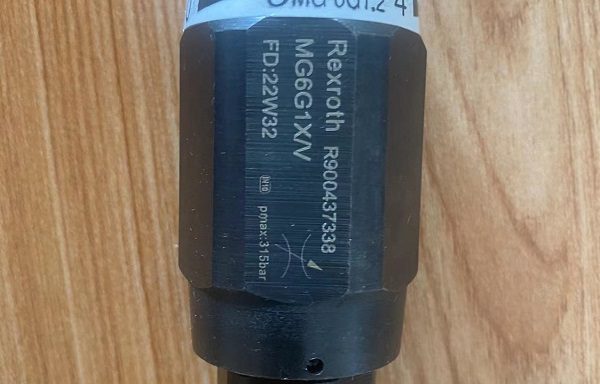 Rexroth R900437338
MG6G1X/V
FD:22W32
pmax:315bar